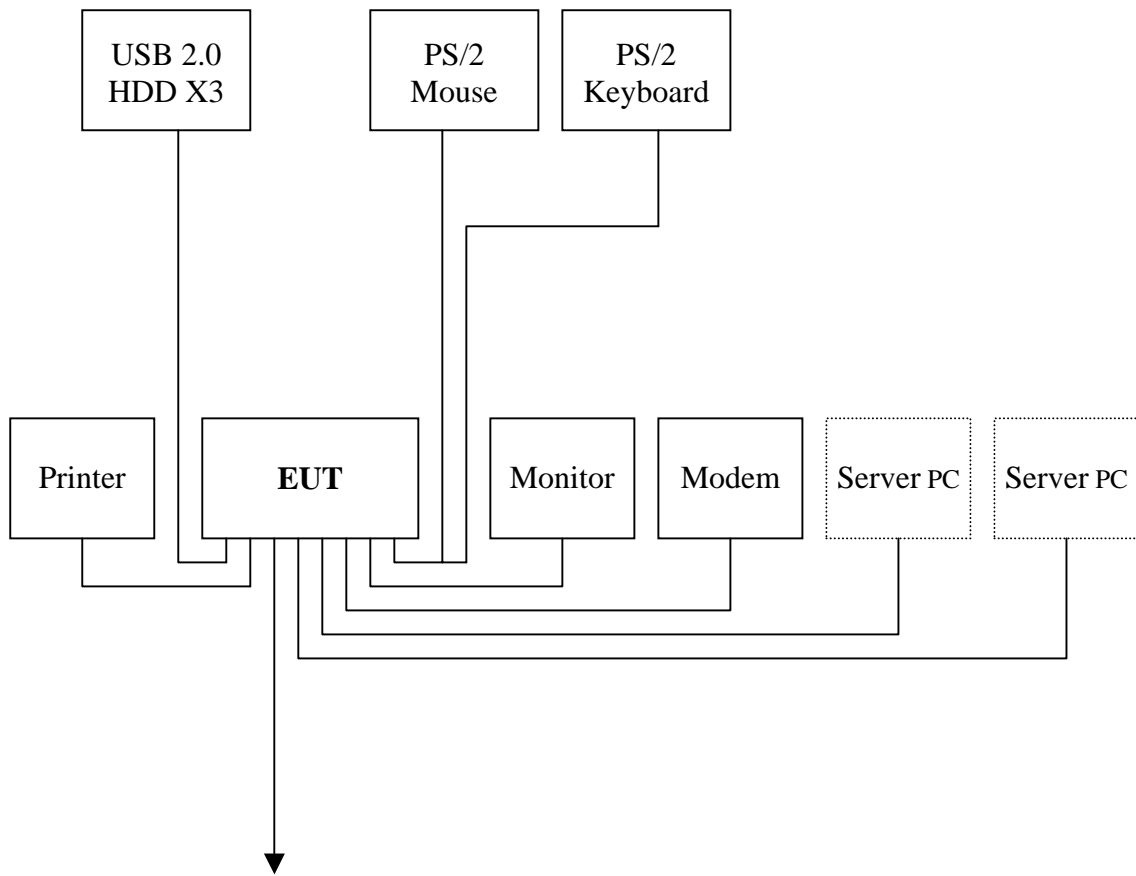 USB 2.0
HDD X3
PS/2
Mouse
PS/2
Keyboard
Printer
EUT
Monitor
Modem
Server PC
Server PC